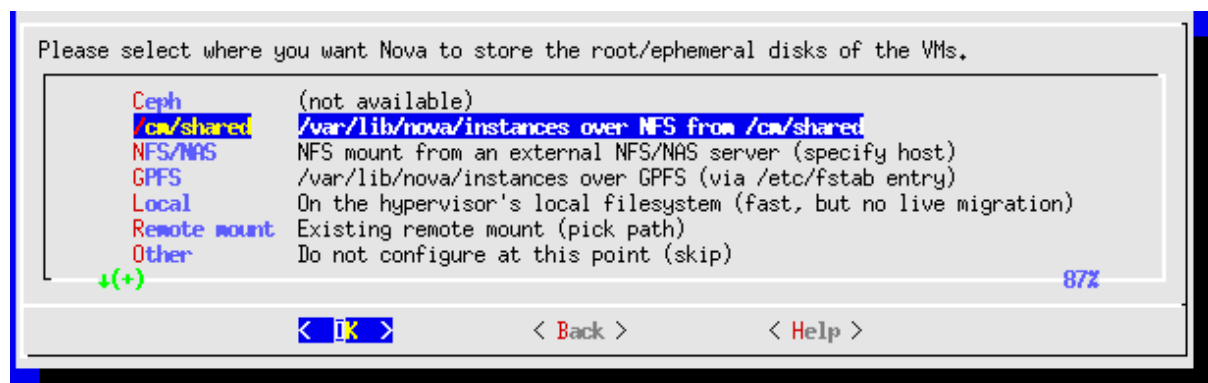 Please select where you want Nova to store the root/ephemeral disks of the VMs.
Ceph (not available)
/cm/shared /var/lib/nova/instances over NFS from /cm/shared
NFS/NAS NFS mount from an external NFS/NAS server (specify host)
GPFS /var/lib/nova/instances over GPFS (via /etc/fstab entry)
Local On the hypervisor's local filesystem (fast, but no live migration)
Remote mount Existing remote mount (pick path)
Other Do not configure at this point (skip)
↓(+) 87%
< OK > < Back > < Help >